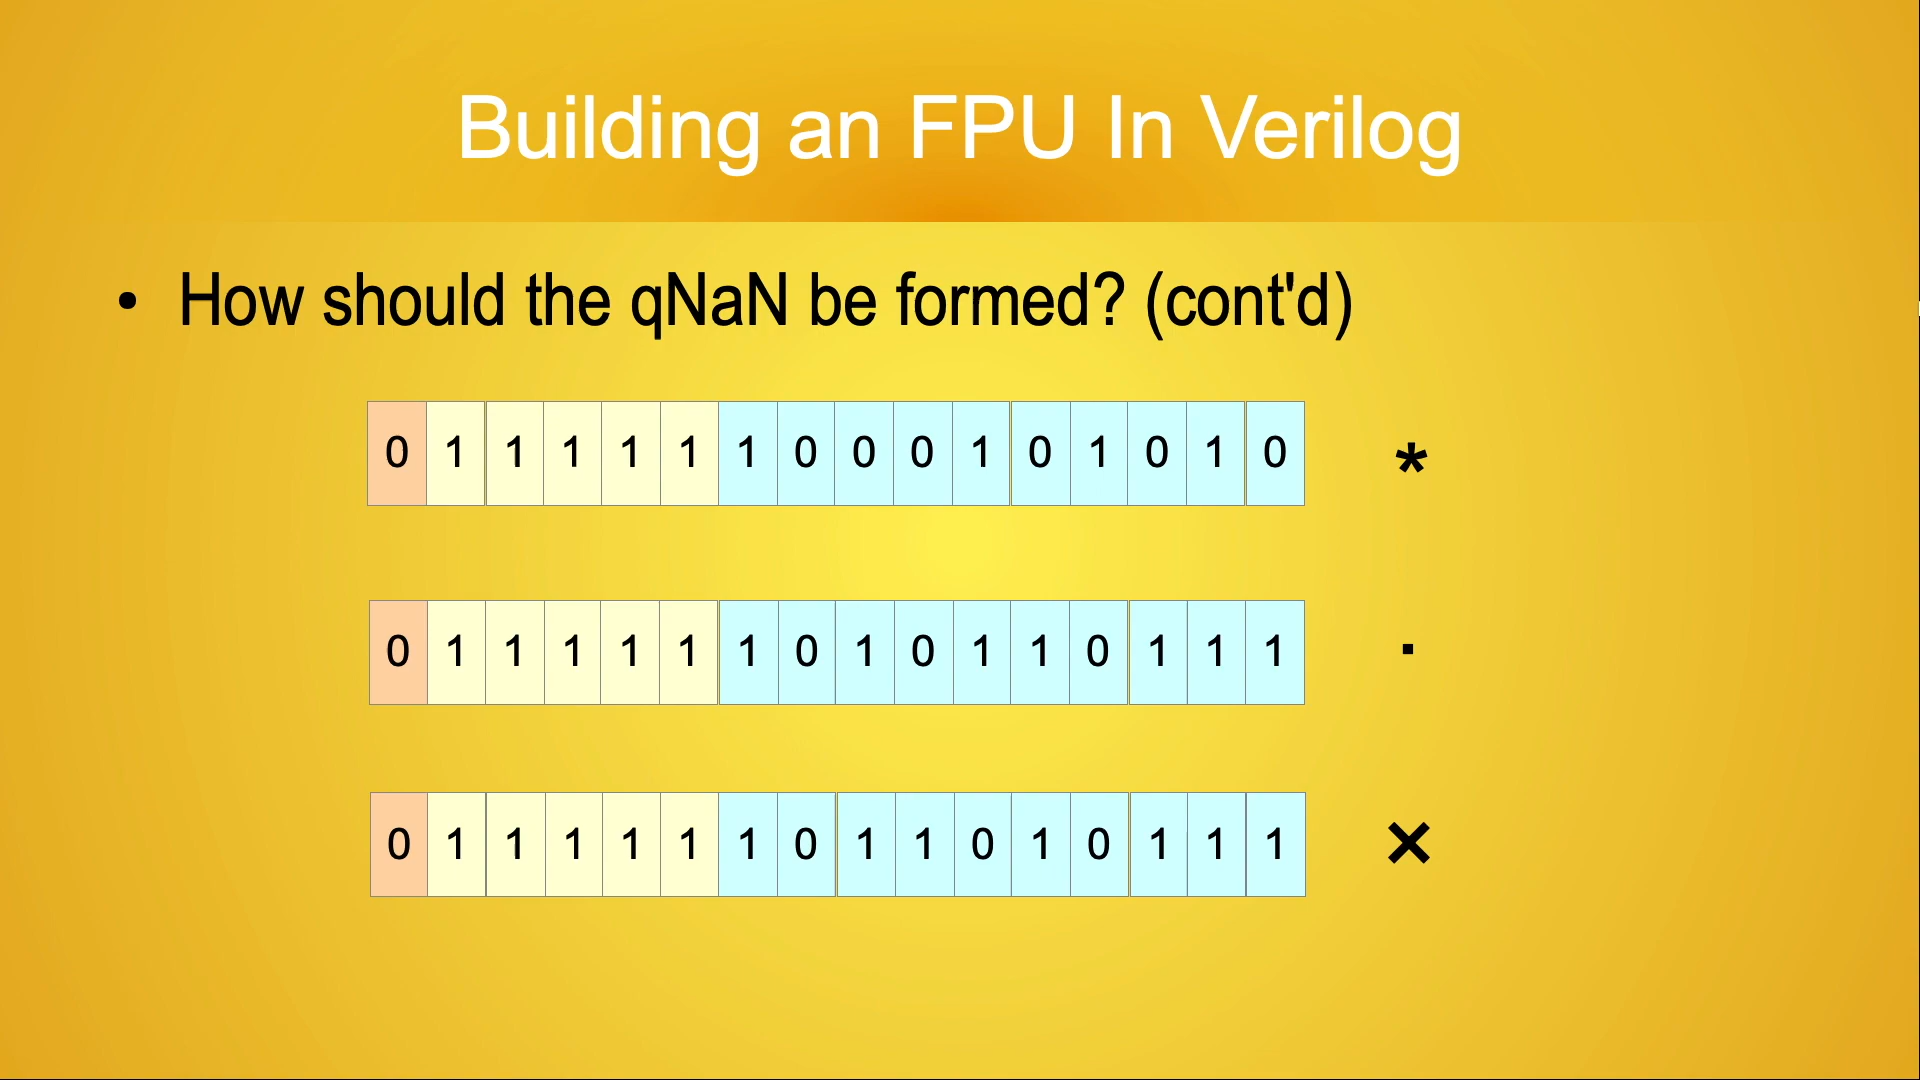 Building an FPU In Verilog
• How should the qNaN be formed? (cont'd)
0 1 1 1 1 1 1 0 0 0 1 0 1 0 1 0 *
0 1 1 1 1 1 1 0 1 0 1 1 0 1 1 1 ·
0 1 1 1 1 1 1 0 1 1 0 1 0 1 1 1 ×